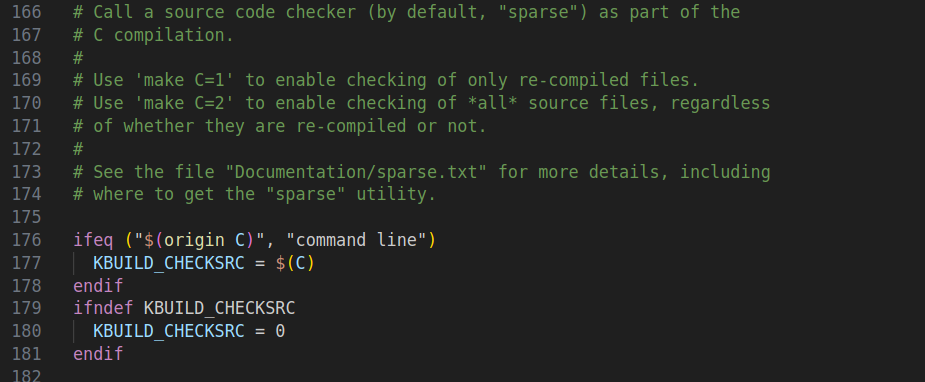 166 # Call a source code checker (by default, "sparse") as part of the
167 # C compilation.
168 #
169 # Use 'make C=1' to enable checking of only re-compiled files.
170 # Use 'make C=2' to enable checking of *all* source files, regardless
171 # of whether they are re-compiled or not.
172 #
173 # See the file "Documentation/sparse.txt" for more details, including
174 # where to get the "sparse" utility.
175
176 ifeq ("$(origin C)", "command line")
177   KBUILD_CHECKSRC = $(C)
178 endif
179 ifndef KBUILD_CHECKSRC
180   KBUILD_CHECKSRC = 0
181 endif
182